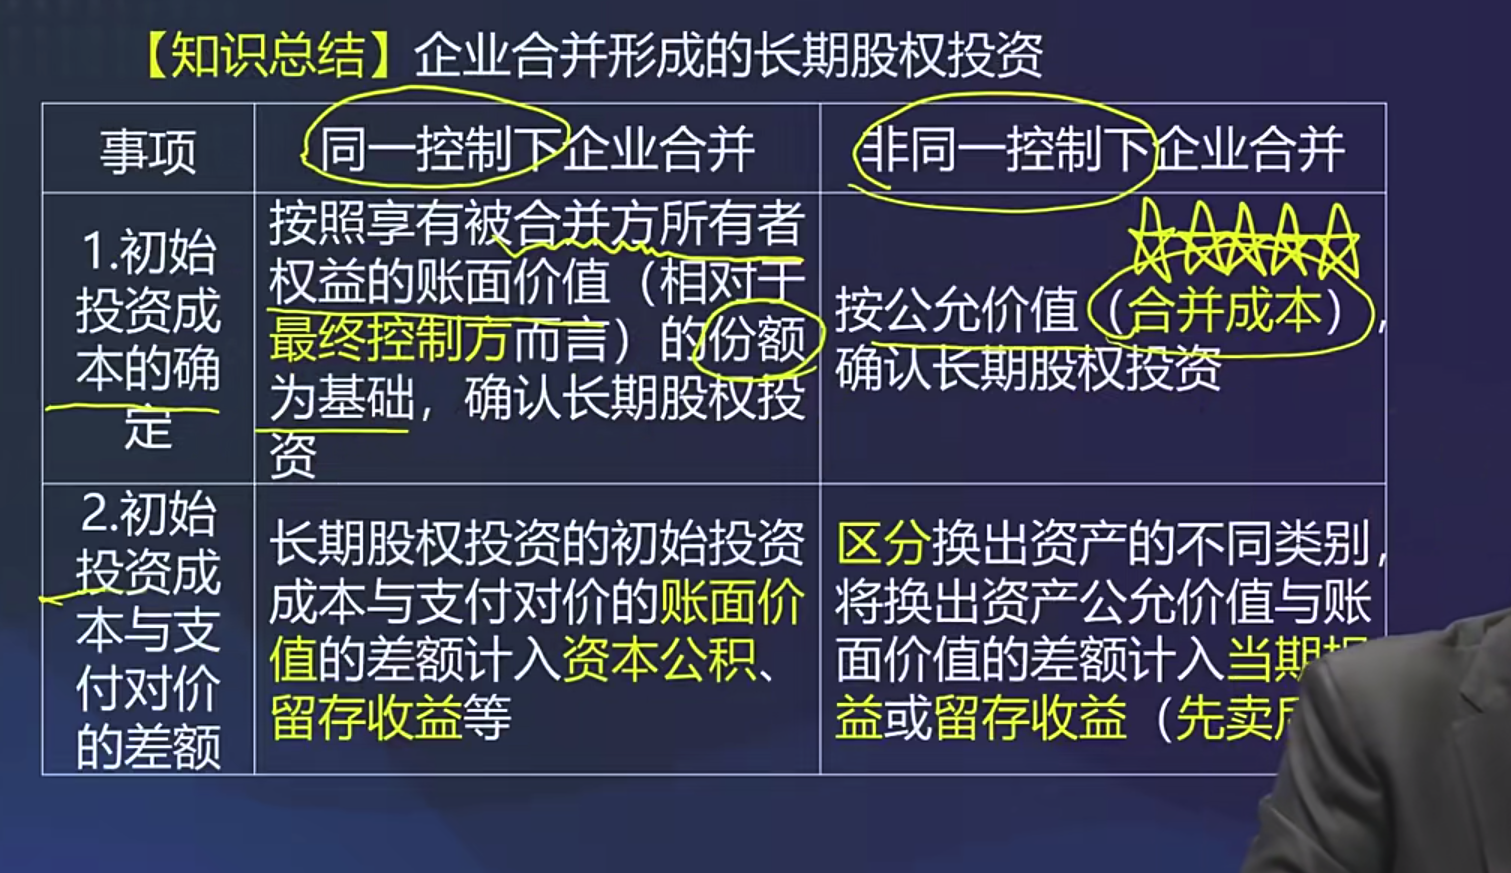 【知识总结】企业合并形成的长期股权投资
事项
同一控制下企业合并
非同一控制下企业合并
1.初始
投资成
本的确
定
按照享有被合并方所有者
权益的账面价值（相对于
最终控制方而言）的份额
为基础，确认长期股权投
资
按公允价值（合并成本），
确认长期股权投资
2.初始
投资成
本与支
付对价
的差额
长期股权投资的初始投资
成本与支付对价的账面价
值的差额计入资本公积、
留存收益等
区分换出资产的不同类别，
将换出资产公允价值与账
面价值的差额计入当期
益或留存收益（先卖